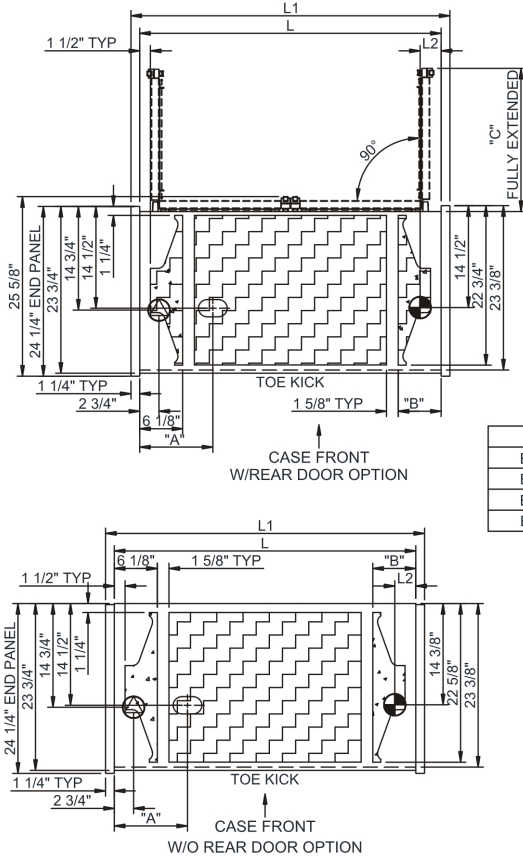 L1
L
1 1/2" TYP
L2
"C"
FULLY EXTENDED
90°
25 5/8"
24 1/4" END PANEL
23 3/4"
14 3/4"
14 1/2"
1 1/4"
14 1/2"
22 3/4"
23 3/8"
1 1/4" TYP
TOE KICK
2 3/4"
6 1/8"
1 5/8" TYP
"B"
"A"
CASE FRONT
W/REAR DOOR OPTION
L1
L
6 1/8"
1 5/8" TYP
"B"
1 1/2" TYP
L2
24 1/4" END PANEL
23 3/4"
14 3/4"
14 1/2"
1 1/4"
14 3/8"
22 5/8"
23 3/8"
1 1/4" TYP
TOE KICK
2 3/4"
"A"
CASE FRONT
W/O REAR DOOR OPTION